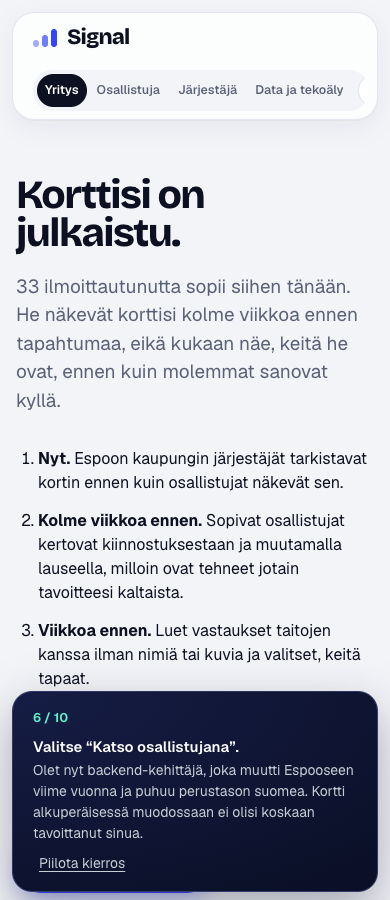 Signal
Yritys Osallistuja Järjestäjä Data ja tekoäly
Korttisi on
julkaistu.
33 ilmoittautunutta sopii siihen tänään.
He näkevät korttisi kolme viikkoa ennen
tapahtumaa, eikä kukaan näe, keitä he
ovat, ennen kuin molemmat sanovat
kyllä.
1. Nyt. Espoon kaupungin järjestäjät tarkistavat
kortin ennen kuin osallistujat näkevät sen.
2. Kolme viikkoa ennen. Sopivat osallistujat
kertovat kiinnostuksestaan ja muutamalla
lauseella, milloin ovat tehneet jotain
tavoitteesi kaltaista.
3. Viikkoa ennen. Luet vastaukset taitojen
kanssa ilman nimiä tai kuvia ja valitset, keitä
tapaat.
6 / 10
Valitse “Katso osallistujana”.
Olet nyt backend-kehittäjä, joka muutti Espooseen
viime vuonna ja puhuu perustason suomea. Kortti
alkuperäisessä muodossaan ei olisi koskaan
tavoittanut sinua.
Piilota kierros